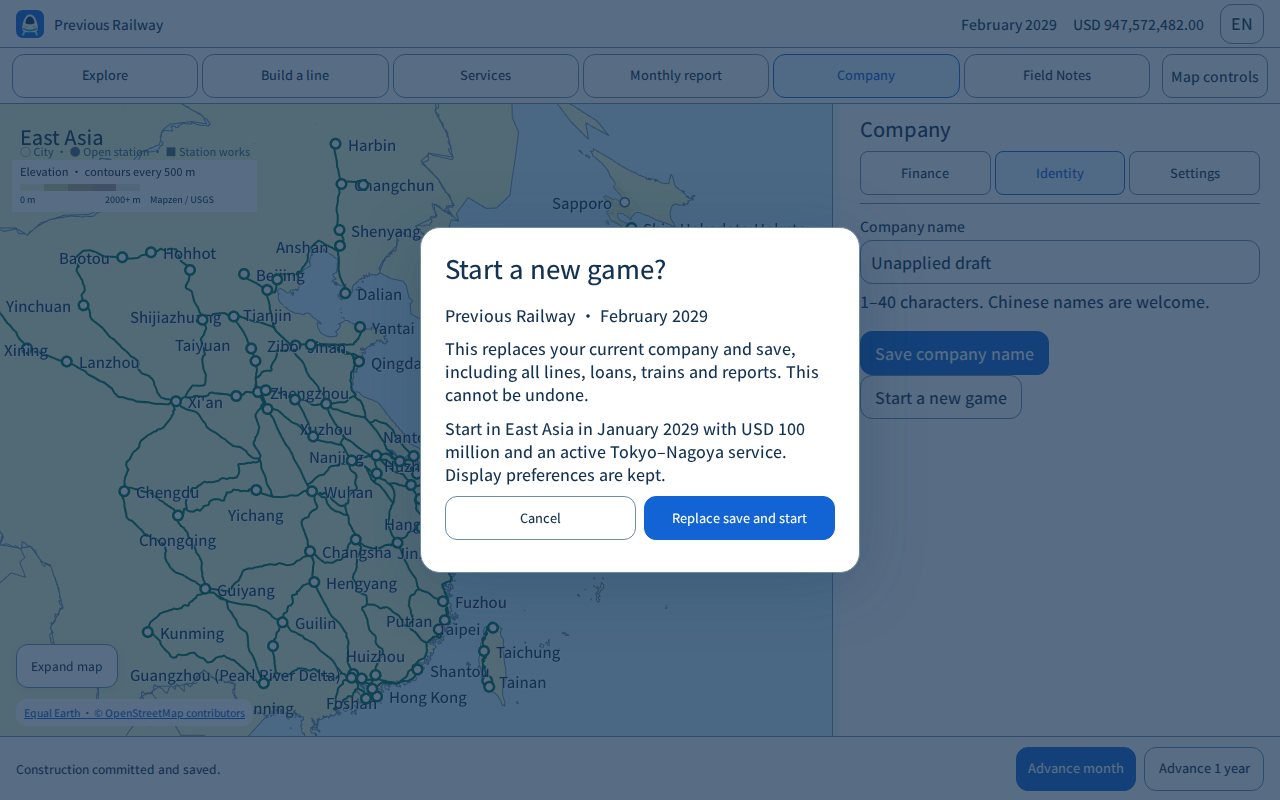 Previous Railway
February 2029
USD 947,572,482.00
EN
Explore
Build a line
Services
Monthly report
Company
Field Notes
Map controls
East Asia
City • Open station • Station works
Elevation • contours every 500 m
0 m
2000+ m
Mapzen / USGS
Harbin
Changchun
Sapporo
Shenyang
Anshan
Baotou
Hohhot
Beijing
Dalian
Yinchuan
Shijiazhuang
Tianjin
Yantai
Taiyuan
Zibo
Jinan
Xining
Lanzhou
Qingda
Xi'an
Zhengzhou
Xuzhou
Nanto
Nanjing
Huzh
Chengdu
Wuhan
Yichang
Hang
Chongqing
Changsha
Jin
Guiyang
Hengyang
Fuzhou
Guilin
Putian
Taipei
Kunming
Huizhou
Taichung
Guangzhou (Pearl River Delta)
Shantou
Tainan
Foshan
Hong Kong
nning
Expand map
Equal Earth • © OpenStreetMap contributors
Company
Finance
Identity
Settings
Company name
Unapplied draft
1–40 characters. Chinese names are welcome.
Save company name
Start a new game
Start a new game?
Previous Railway • February 2029
This replaces your current company and save,
including all lines, loans, trains and reports. This
cannot be undone.
Start in East Asia in January 2029 with USD 100
million and an active Tokyo–Nagoya service.
Display preferences are kept.
Cancel
Replace save and start
Construction committed and saved.
Advance month
Advance 1 year